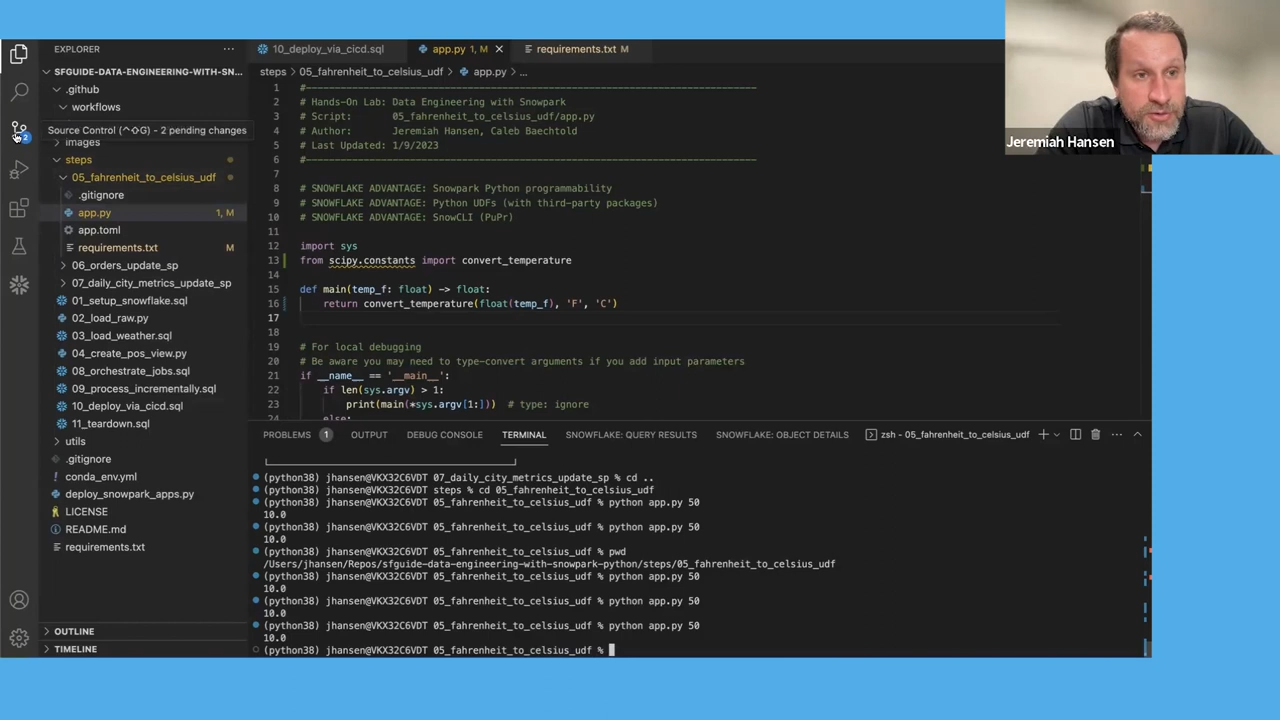 EXPLORER
SFGUIDE-DATA-ENGINEERING-WITH-SN...
.github
workflows
Source Control (⌃⇧G) - 2 pending changes
images
steps
05_fahrenheit_to_celsius_udf
.gitignore
app.py 1, M
app.toml
requirements.txt M
06_orders_update_sp
07_daily_city_metrics_update_sp
01_setup_snowflake.sql
02_load_raw.py
03_load_weather.sql
04_create_pos_view.py
08_orchestrate_jobs.sql
09_process_incrementally.sql
10_deploy_via_cicd.sql
11_teardown.sql
utils
.gitignore
conda_env.yml
deploy_snowpark_apps.py
LICENSE
README.md
requirements.txt
OUTLINE
TIMELINE
2
10_deploy_via_cicd.sql app.py 1, M requirements.txt M
steps > 05_fahrenheit_to_celsius_udf > app.py > ...
1 #------------------------------------------------------------------------------
2 # Hands-On Lab: Data Engineering with Snowpark
3 # Script: 05_fahrenheit_to_celsius_udf/app.py
4 # Author: Jeremiah Hansen, Caleb Baechtold
5 # Last Updated: 1/9/2023
6 #------------------------------------------------------------------------------
7
8 # SNOWFLAKE ADVANTAGE: Snowpark Python programmability
9 # SNOWFLAKE ADVANTAGE: Python UDFs (with third-party packages)
10 # SNOWFLAKE ADVANTAGE: SnowCLI (PuPr)
11
12 import sys
13 from scipy.constants import convert_temperature
14
15 def main(temp_f: float) -> float:
16 return convert_temperature(float(temp_f), 'F', 'C')
17
18
19 # For local debugging
20 # Be aware you may need to type-convert arguments if you add input parameters
21 if __name__ == '__main__':
22 if len(sys.argv) > 1:
23 print(main(*sys.argv[1:])) # type: ignore
24 else:
PROBLEMS 1 OUTPUT DEBUG CONSOLE TERMINAL SNOWFLAKE: QUERY RESULTS SNOWFLAKE: OBJECT DETAILS zsh - 05_fahrenheit_to_celsius_udf
(python38) jhansen@VKX32C6VDT 07_daily_city_metrics_update_sp % cd ..
(python38) jhansen@VKX32C6VDT steps % cd 05_fahrenheit_to_celsius_udf
(python38) jhansen@VKX32C6VDT 05_fahrenheit_to_celsius_udf % python app.py 50
10.0
(python38) jhansen@VKX32C6VDT 05_fahrenheit_to_celsius_udf % python app.py 50
10.0
(python38) jhansen@VKX32C6VDT 05_fahrenheit_to_celsius_udf % pwd
/Users/jhansen/Repos/sfguide-data-engineering-with-snowpark-python/steps/05_fahrenheit_to_celsius_udf
(python38) jhansen@VKX32C6VDT 05_fahrenheit_to_celsius_udf % python app.py 50
10.0
(python38) jhansen@VKX32C6VDT 05_fahrenheit_to_celsius_udf % python app.py 50
10.0
(python38) jhansen@VKX32C6VDT 05_fahrenheit_to_celsius_udf % python app.py 50
10.0
(python38) jhansen@VKX32C6VDT 05_fahrenheit_to_celsius_udf %
Jeremiah Hansen